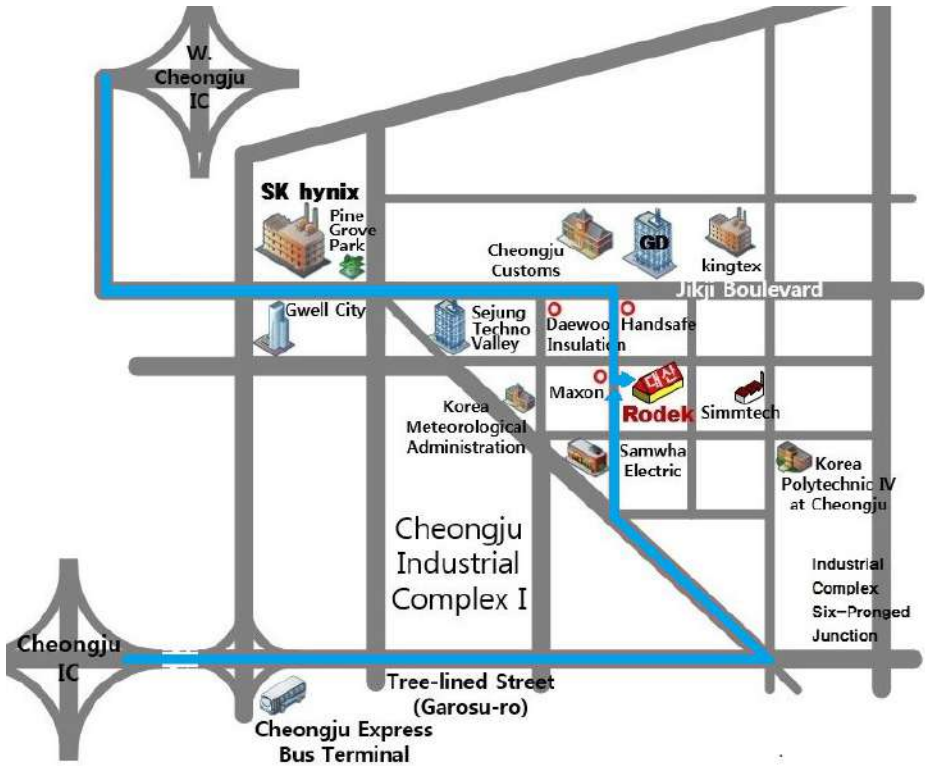 W.
Cheongju
IC
SK hynix
Pine
Grove
Park
Cheongju
Customs
GD
kingtex
Jikji Boulevard
Gwell City
Sejung
Techno
Valley
Daewoo
Insulation
Handsafe
Maxon
대신
Rodek
Simmtech
Korea
Meteorological
Administration
Samwha
Electric
Korea
Polytechnic IV
at Cheongju
Cheongju
Industrial
Complex I
Industrial
Complex
Six-Pronged
Junction
Cheongju
IC
Tree-lined Street
(Garosu-ro)
Cheongju Express
Bus Terminal